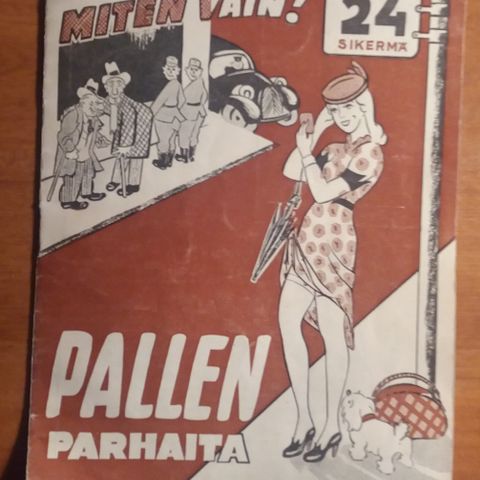 MITEN VAIN!
24
SIKERMÄ
PALLEN
PARHAITA